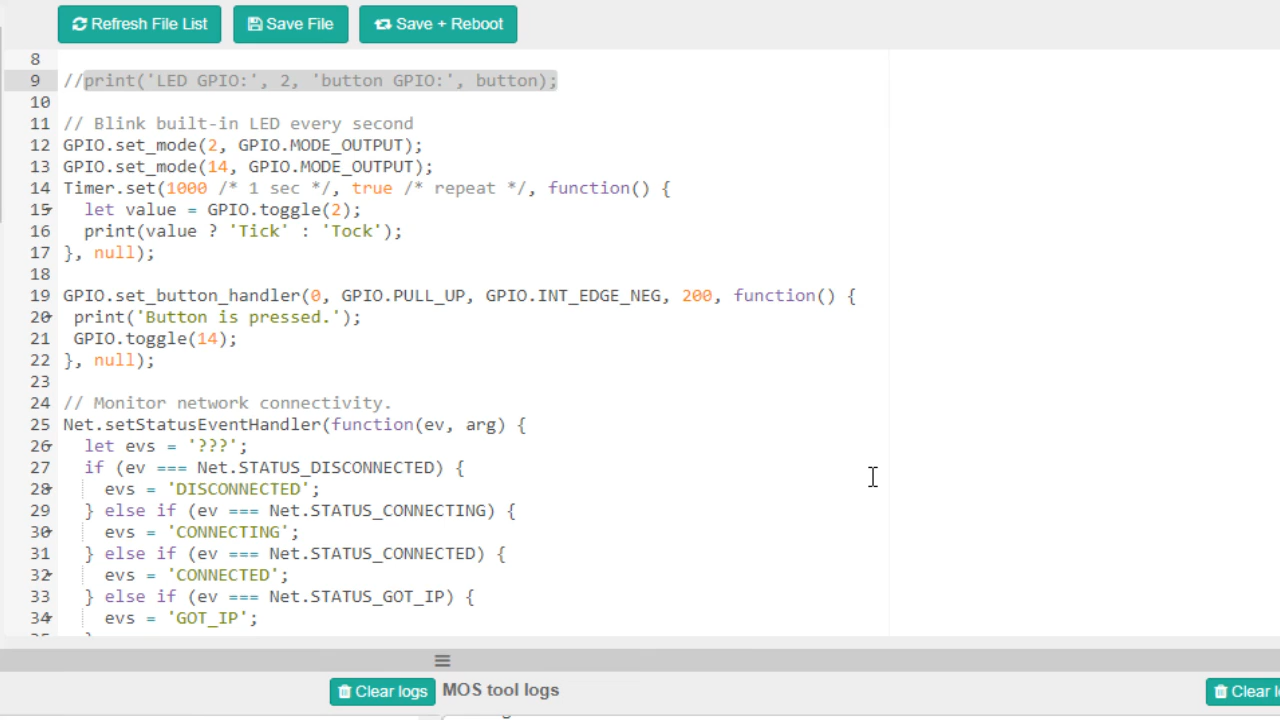 Refresh File List Save File Save + Reboot
8
9 //print('LED GPIO:', 2, 'button GPIO:', button);
10
11 // Blink built-in LED every second
12 GPIO.set_mode(2, GPIO.MODE_OUTPUT);
13 GPIO.set_mode(14, GPIO.MODE_OUTPUT);
14 Timer.set(1000 /* 1 sec */, true /* repeat */, function() {
15 let value = GPIO.toggle(2);
16 print(value ? 'Tick' : 'Tock');
17 }, null);
18
19 GPIO.set_button_handler(0, GPIO.PULL_UP, GPIO.INT_EDGE_NEG, 200, function() {
20 print('Button is pressed.');
21 GPIO.toggle(14);
22 }, null);
23
24 // Monitor network connectivity.
25 Net.setStatusEventHandler(function(ev, arg) {
26 let evs = '???';
27 if (ev === Net.STATUS_DISCONNECTED) {
28 evs = 'DISCONNECTED';
29 } else if (ev === Net.STATUS_CONNECTING) {
30 evs = 'CONNECTING';
31 } else if (ev === Net.STATUS_CONNECTED) {
32 evs = 'CONNECTED';
33 } else if (ev === Net.STATUS_GOT_IP) {
34 evs = 'GOT_IP';
Clear logs MOS tool logs Clear